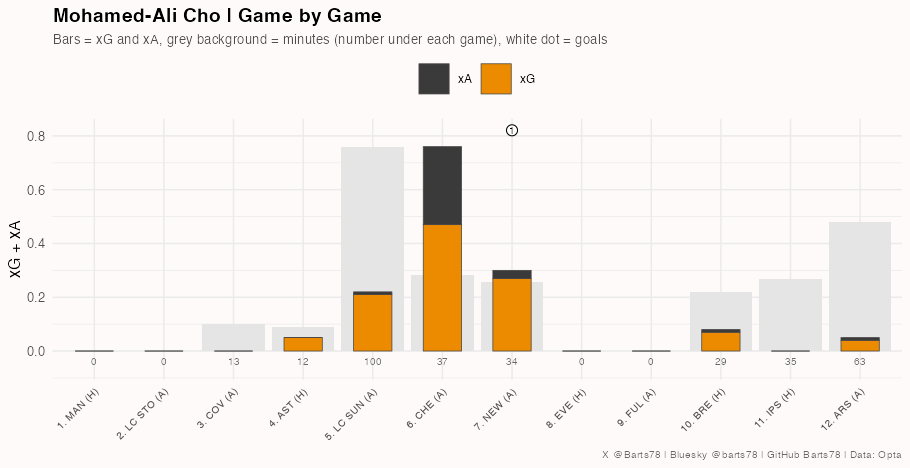 Mohamed-Ali Cho | Game by Game
Bars = xG and xA, grey background = minutes (number under each game), white dot = goals
xA xG
xG + xA
0.8
0.6
0.4
0.2
0.0
1
0 0 13 12 100 37 34 0 0 29 35 63
1. MAN (H)
2. LC STO (A)
3. COV (A)
4. AST (H)
5. LC SUN (A)
6. CHE (A)
7. NEW (A)
8. EVE (H)
9. FUL (A)
10. BRE (H)
11. IPS (H)
12. ARS (A)
X @Barts78 | Bluesky @barts78 | GitHub Barts78 | Data: Opta